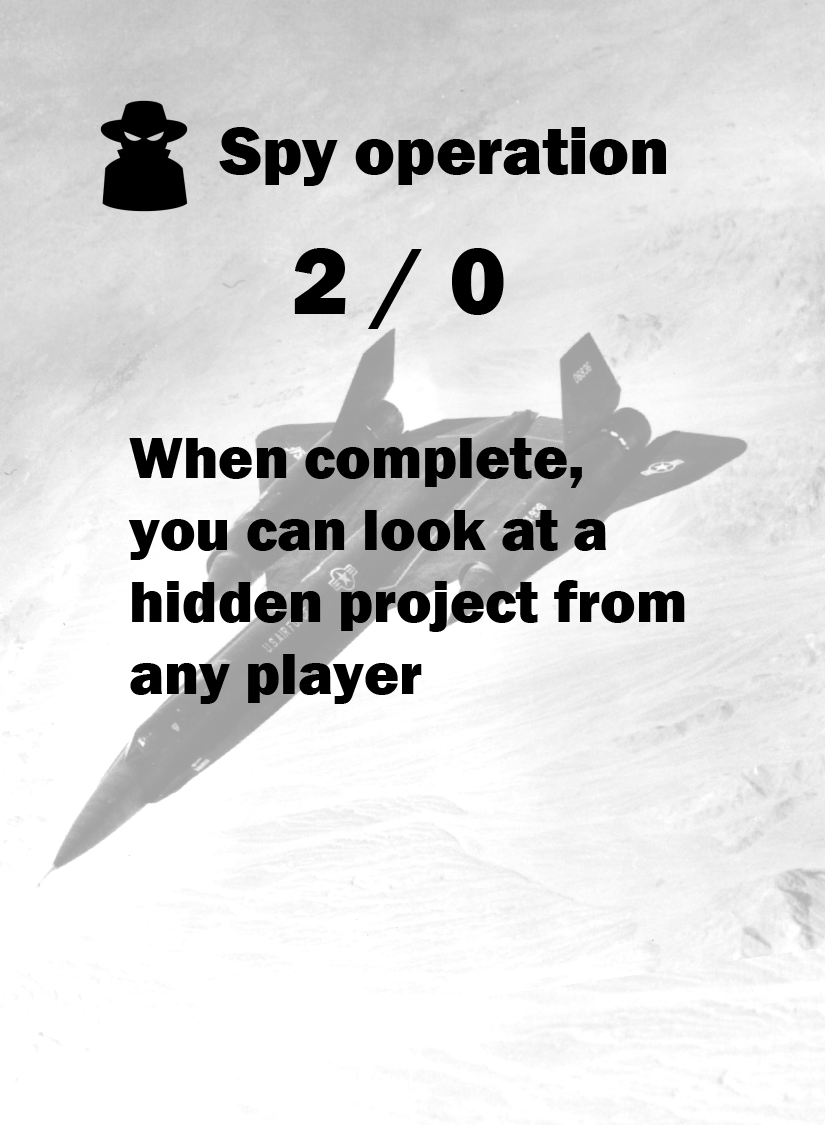 Spy operation
2 / 0
When complete,
you can look at a
hidden project from
any player